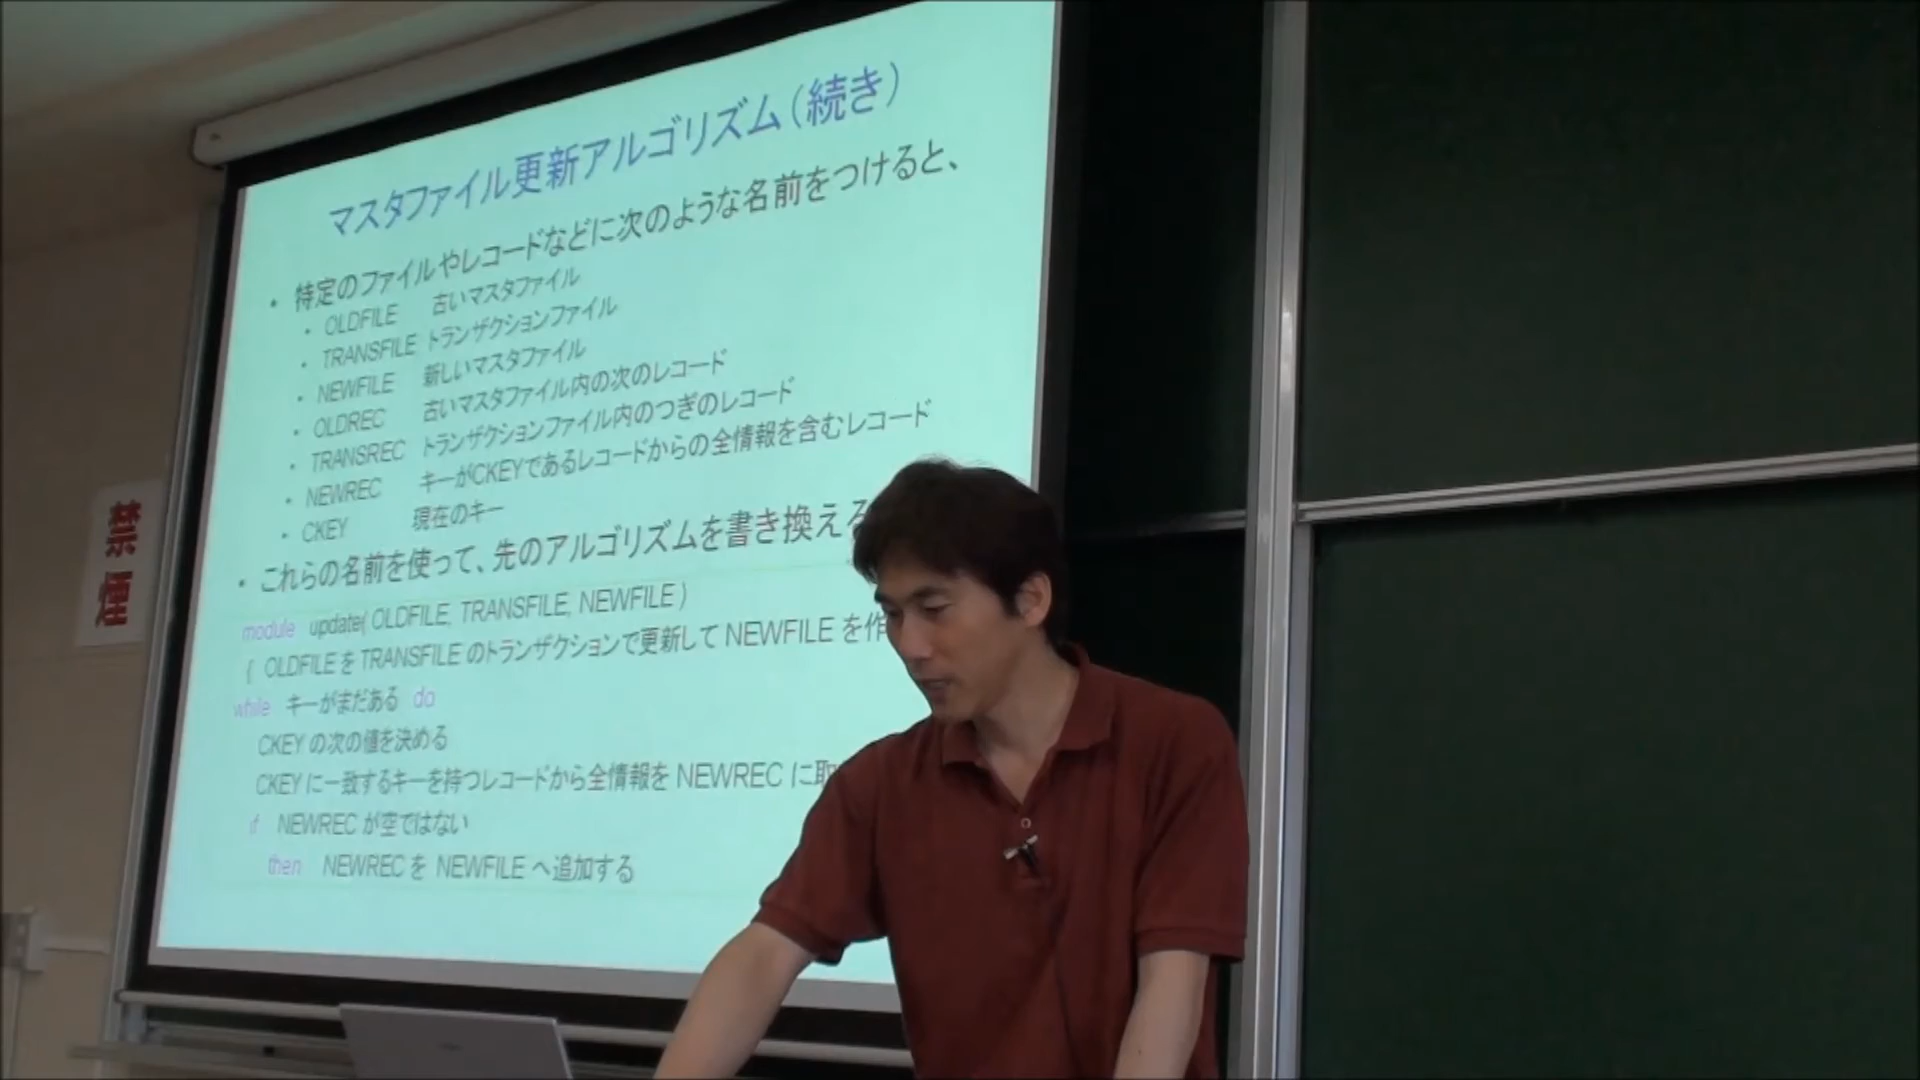 マスタファイル更新アルゴリズム（続き）
• 特定のファイルやレコードなどに次のような名前をつけると、
• OLDFILE 古いマスタファイル
• TRANSFILE トランザクションファイル
• NEWFILE 新しいマスタファイル
• OLDREC 古いマスタファイル内の次のレコード
• TRANSREC トランザクションファイル内のつぎのレコード
• NEWREC キーがCKEYであるレコードからの全情報を含むレコード
• CKEY 現在のキー
• これらの名前を使って、先のアルゴリズムを書き換える
module update( OLDFILE, TRANSFILE, NEWFILE )
{ OLDFILE を TRANSFILE のトランザクションで更新して NEWFILE を作
while キーがまだある do
CKEY の次の値を決める
CKEY に一致するキーを持つレコードから全情報を NEWREC に取
if NEWREC が空ではない
then NEWREC を NEWFILE へ追加する
禁煙